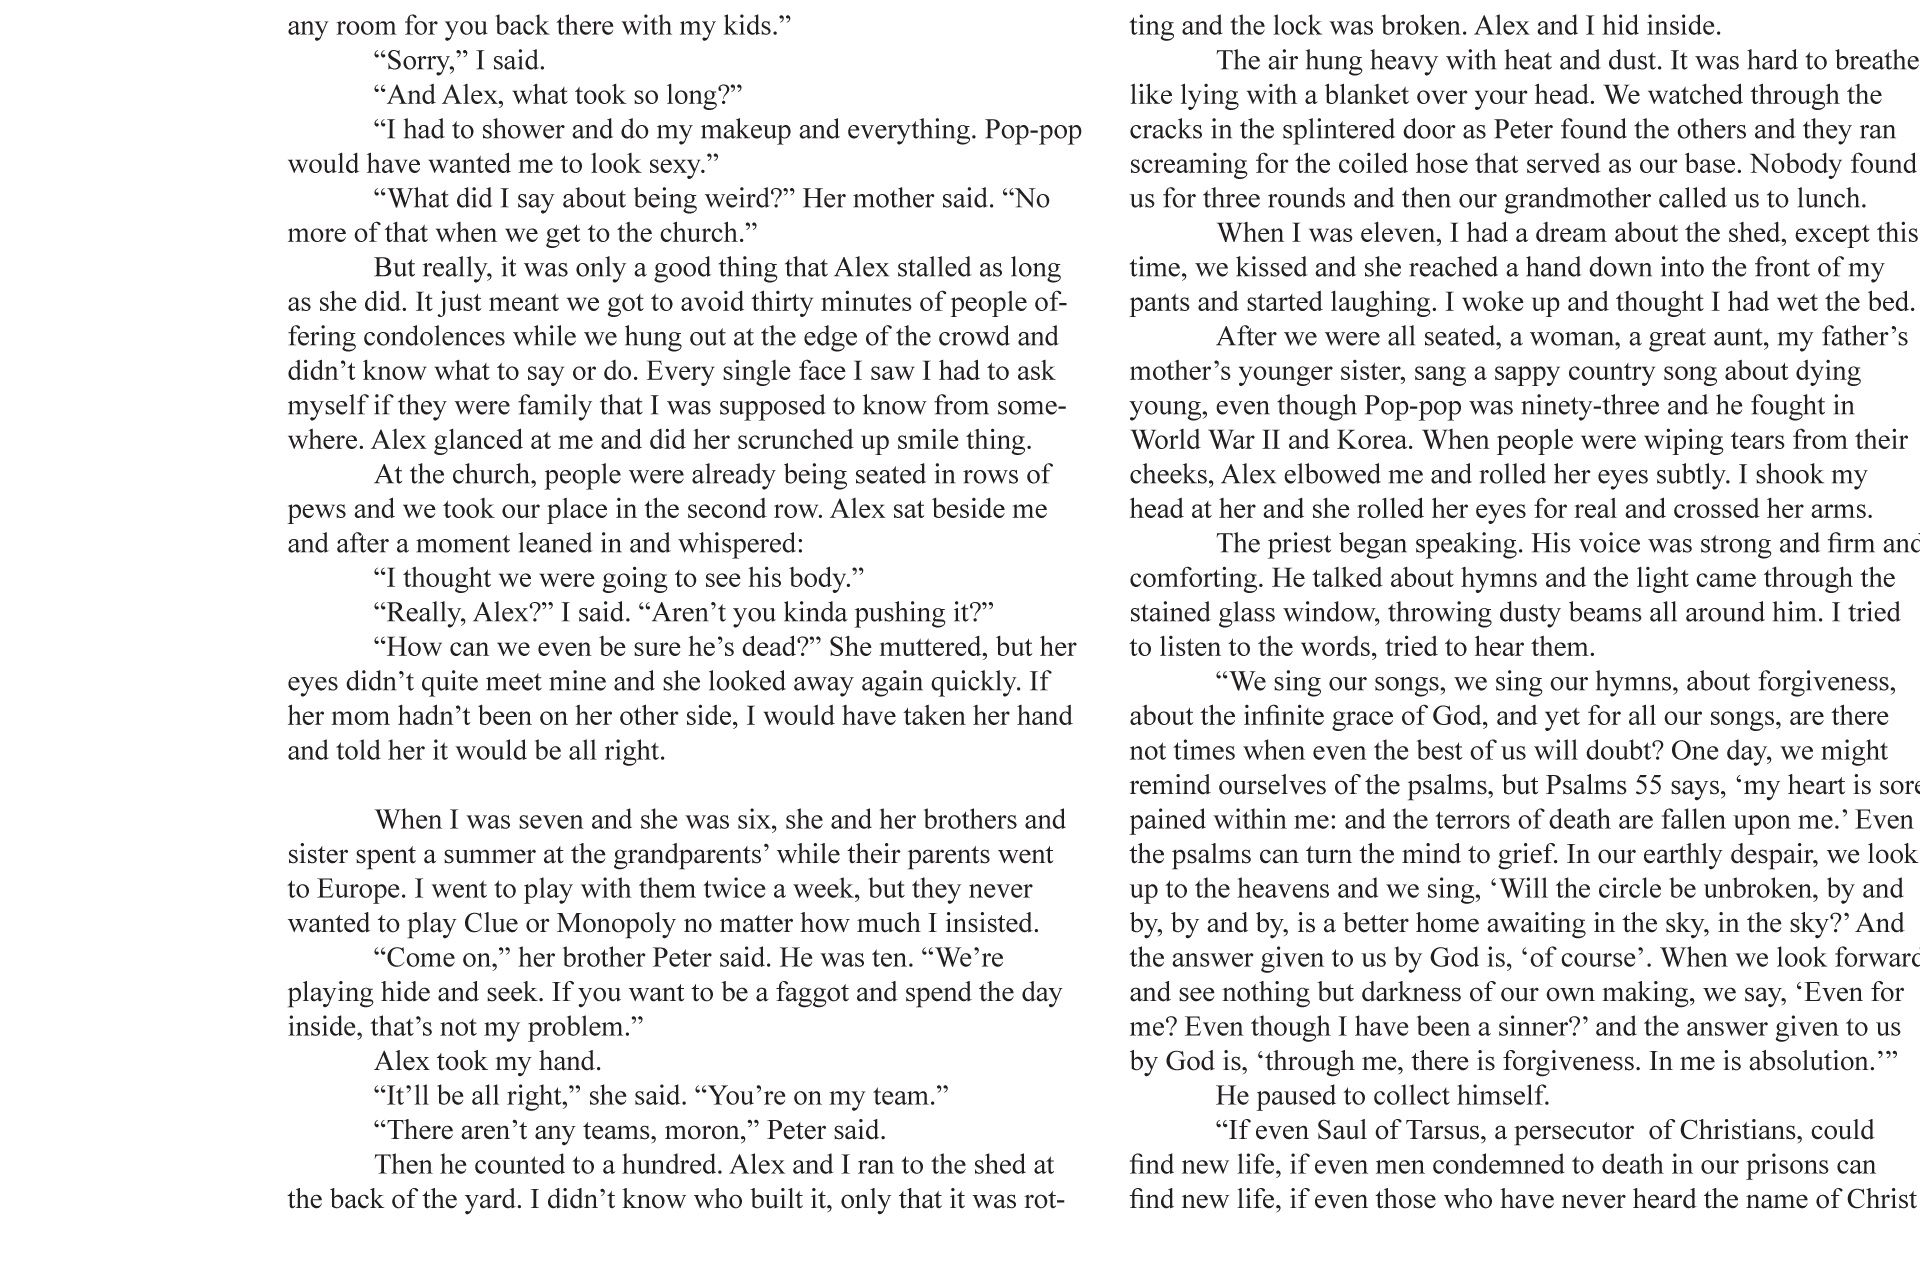 any room for you back there with my kids.”
“Sorry,” I said.
“And Alex, what took so long?”
“I had to shower and do my makeup and everything. Pop-pop
would have wanted me to look sexy.”
“What did I say about being weird?” Her mother said. “No
more of that when we get to the church.”
But really, it was only a good thing that Alex stalled as long
as she did. It just meant we got to avoid thirty minutes of people of-
fering condolences while we hung out at the edge of the crowd and
didn’t know what to say or do. Every single face I saw I had to ask
myself if they were family that I was supposed to know from some-
where. Alex glanced at me and did her scrunched up smile thing.
At the church, people were already being seated in rows of
pews and we took our place in the second row. Alex sat beside me
and after a moment leaned in and whispered:
“I thought we were going to see his body.”
“Really, Alex?” I said. “Aren’t you kinda pushing it?”
“How can we even be sure he’s dead?” She muttered, but her
eyes didn’t quite meet mine and she looked away again quickly. If
her mom hadn’t been on her other side, I would have taken her hand
and told her it would be all right.
When I was seven and she was six, she and her brothers and
sister spent a summer at the grandparents’ while their parents went
to Europe. I went to play with them twice a week, but they never
wanted to play Clue or Monopoly no matter how much I insisted.
“Come on,” her brother Peter said. He was ten. “We’re
playing hide and seek. If you want to be a faggot and spend the day
inside, that’s not my problem.”
Alex took my hand.
“It’ll be all right,” she said. “You’re on my team.”
“There aren’t any teams, moron,” Peter said.
Then he counted to a hundred. Alex and I ran to the shed at
the back of the yard. I didn’t know who built it, only that it was rot-
ting and the lock was broken. Alex and I hid inside.
The air hung heavy with heat and dust. It was hard to breathe
like lying with a blanket over your head. We watched through the
cracks in the splintered door as Peter found the others and they ran
screaming for the coiled hose that served as our base. Nobody found
us for three rounds and then our grandmother called us to lunch.
When I was eleven, I had a dream about the shed, except this
time, we kissed and she reached a hand down into the front of my
pants and started laughing. I woke up and thought I had wet the bed.
After we were all seated, a woman, a great aunt, my father’s
mother’s younger sister, sang a sappy country song about dying
young, even though Pop-pop was ninety-three and he fought in
World War II and Korea. When people were wiping tears from their
cheeks, Alex elbowed me and rolled her eyes subtly. I shook my
head at her and she rolled her eyes for real and crossed her arms.
The priest began speaking. His voice was strong and firm and
comforting. He talked about hymns and the light came through the
stained glass window, throwing dusty beams all around him. I tried
to listen to the words, tried to hear them.
“We sing our songs, we sing our hymns, about forgiveness,
about the infinite grace of God, and yet for all our songs, are there
not times when even the best of us will doubt? One day, we might
remind ourselves of the psalms, but Psalms 55 says, ‘my heart is sore
pained within me: and the terrors of death are fallen upon me.’ Even
the psalms can turn the mind to grief. In our earthly despair, we look
up to the heavens and we sing, ‘Will the circle be unbroken, by and
by, by and by, is a better home awaiting in the sky, in the sky?’ And
the answer given to us by God is, ‘of course’. When we look forward
and see nothing but darkness of our own making, we say, ‘Even for
me? Even though I have been a sinner?’ and the answer given to us
by God is, ‘through me, there is forgiveness. In me is absolution.’”
He paused to collect himself.
“If even Saul of Tarsus, a persecutor  of Christians, could
find new life, if even men condemned to death in our prisons can
find new life, if even those who have never heard the name of Christ